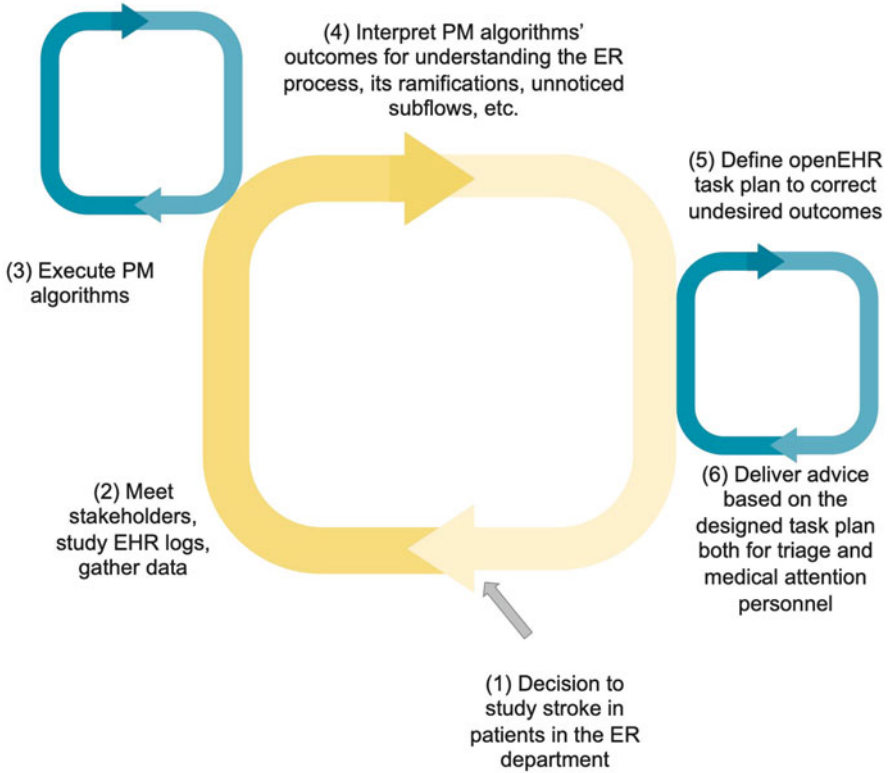 (4) Interpret PM algorithms’
outcomes for understanding the ER
process, its ramifications, unnoticed
subflows, etc.
(5) Define openEHR
task plan to correct
undesired outcomes
(3) Execute PM
algorithms
(2) Meet
stakeholders,
study EHR logs,
gather data
(6) Deliver advice
based on the
designed task plan
both for triage and
medical attention
personnel
(1) Decision to
study stroke in
patients in the ER
department